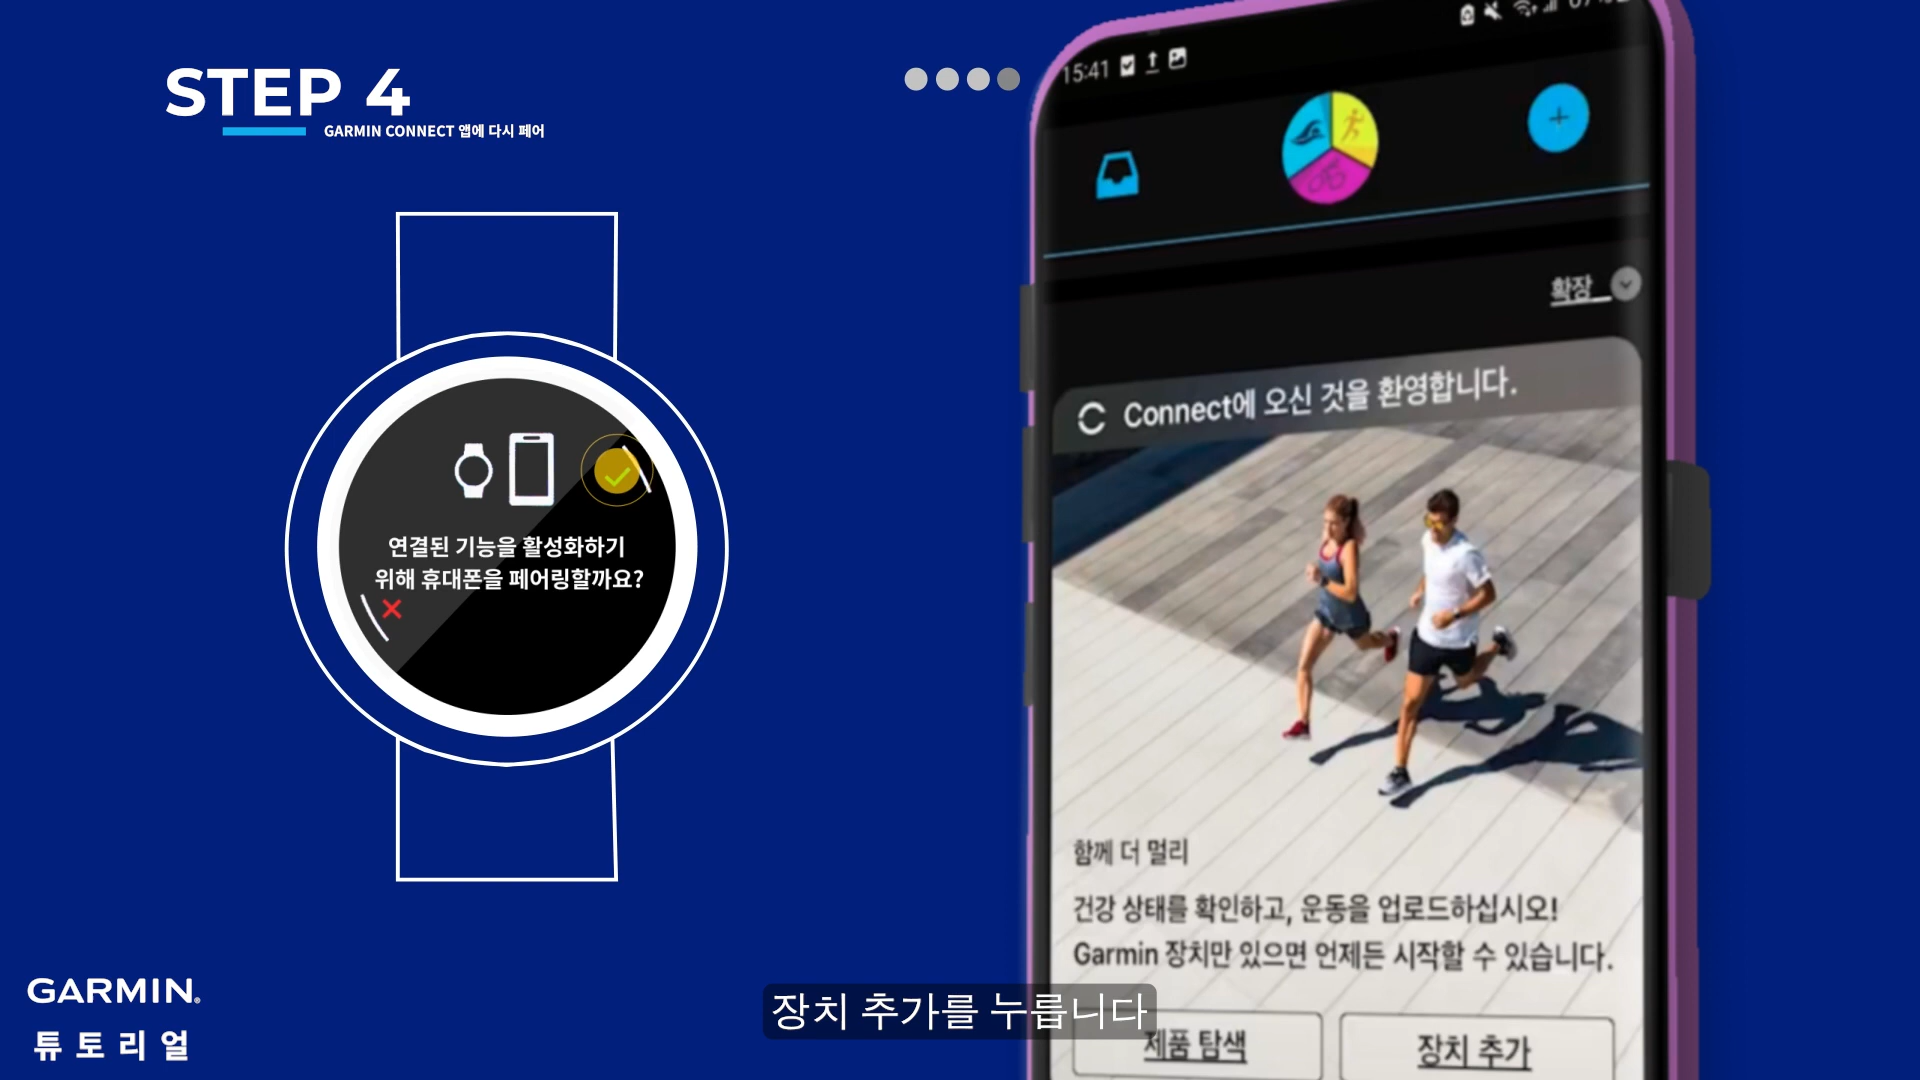 STEP 4
GARMIN CONNECT 앱에 다시 페어
연결된 기능을 활성화하기
위해 휴대폰을 페어링할까요?
15:41
확장
Connect에 오신 것을 환영합니다.
함께 더 멀리
건강 상태를 확인하고, 운동을 업로드하십시오!
Garmin 장치만 있으면 언제든 시작할 수 있습니다.
제품 탐색
장치 추가
장치 추가를 누릅니다
GARMIN®
튜토리얼